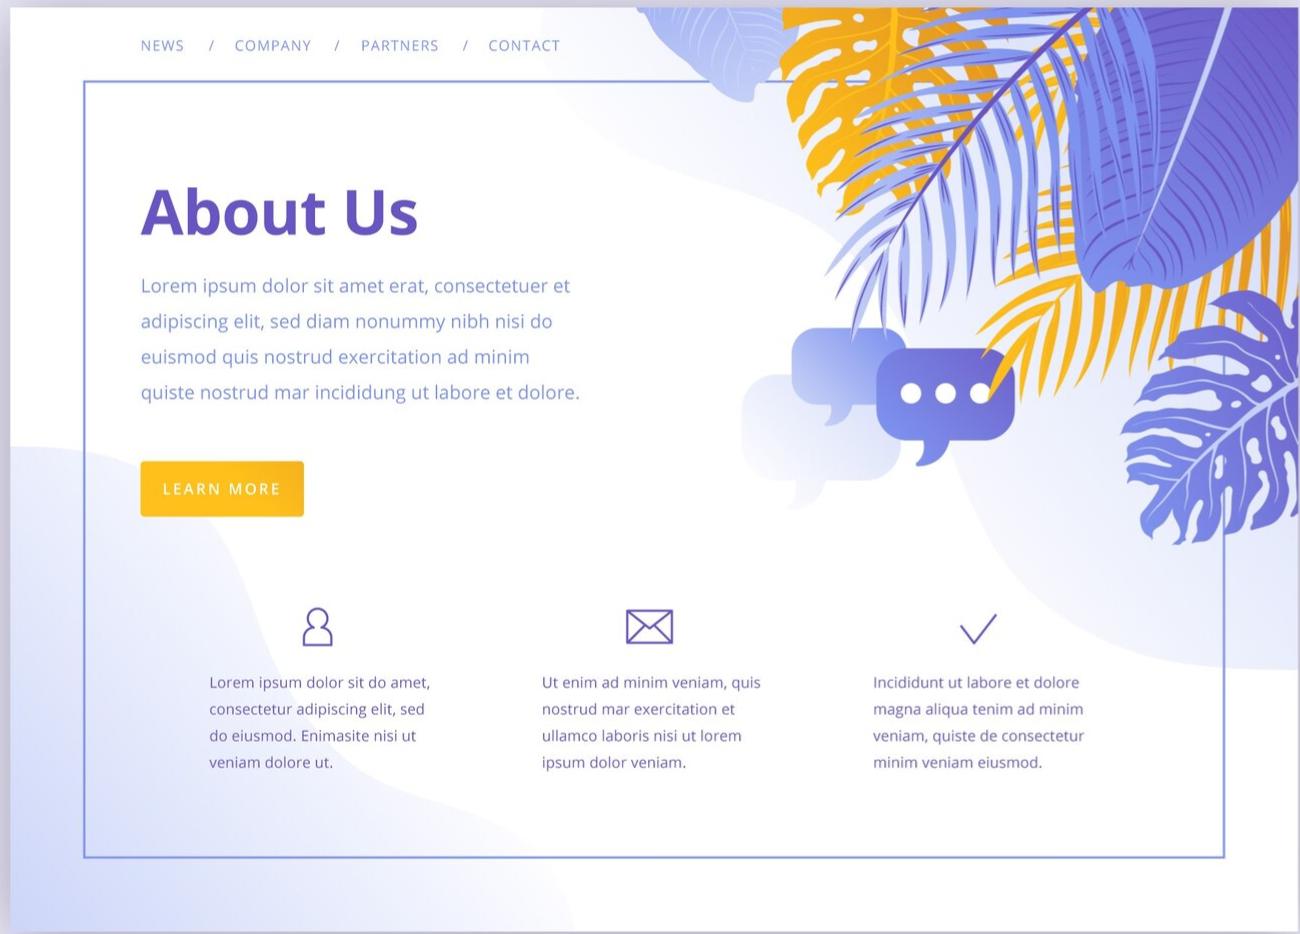 NEWS / COMPANY / PARTNERS / CONTACT
About Us
Lorem ipsum dolor sit amet erat, consectetuer et
adipiscing elit, sed diam nonummy nibh nisi do
euismod quis nostrud exercitation ad minim
quiste nostrud mar incididung ut labore et dolore.
LEARN MORE
Lorem ipsum dolor sit do amet,
consectetur adipiscing elit, sed
do eiusmod. Enimasite nisi ut
veniam dolore ut.
Ut enim ad minim veniam, quis
nostrud mar exercitation et
ullamco laboris nisi ut lorem
ipsum dolor veniam.
Incididunt ut labore et dolore
magna aliqua tenim ad minim
veniam, quiste de consectetur
minim veniam eiusmod.